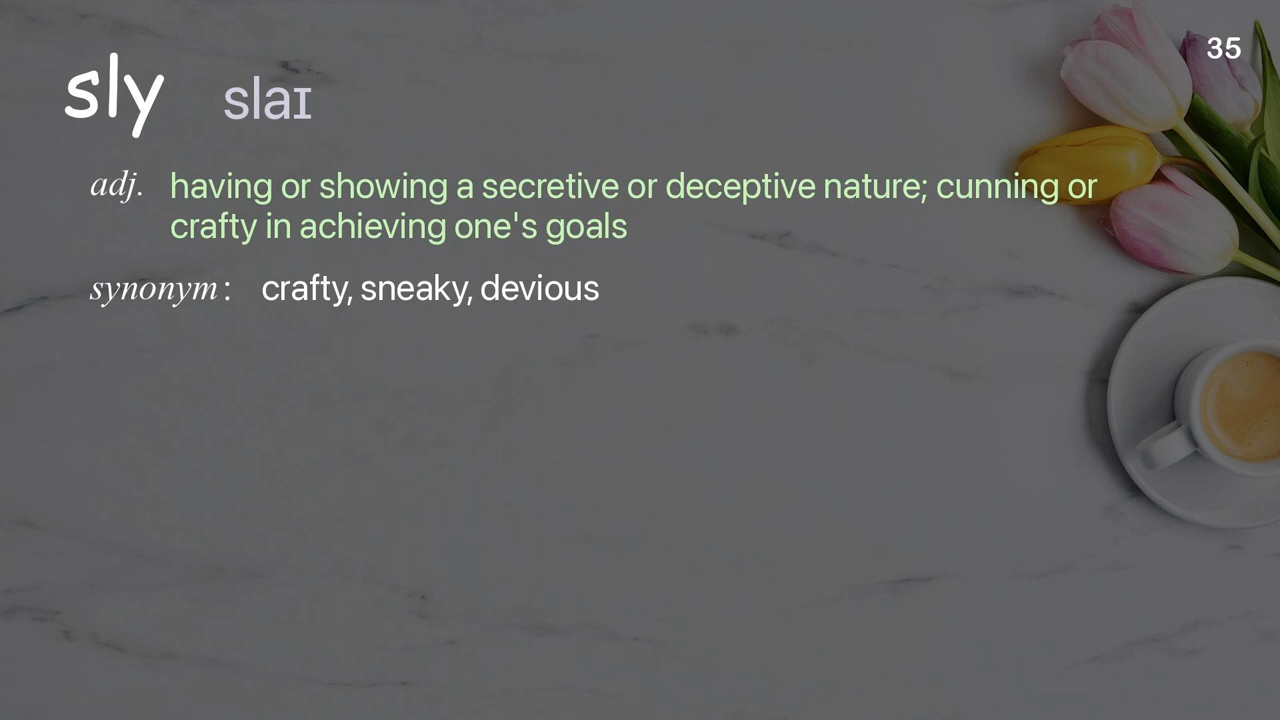 35
sly slaɪ
adj. having or showing a secretive or deceptive nature; cunning or
crafty in achieving one's goals
synonym : crafty, sneaky, devious